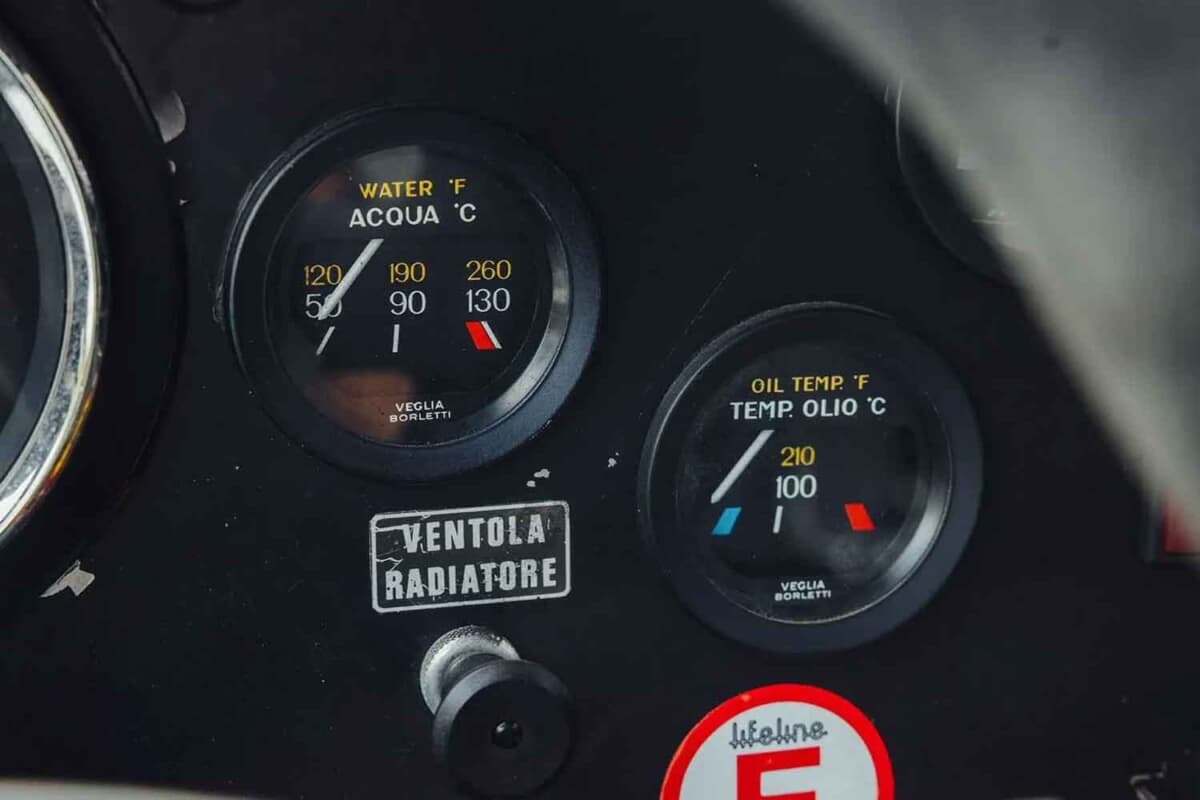 WATER °F
ACQUA °C
120 190 260
50 90 130
VEGLIA
BORLETTI
OIL TEMP. °F
TEMP. OLIO °C
210
100
VEGLIA
BORLETTI
VENTOLA
RADIATORE
lifeline
E